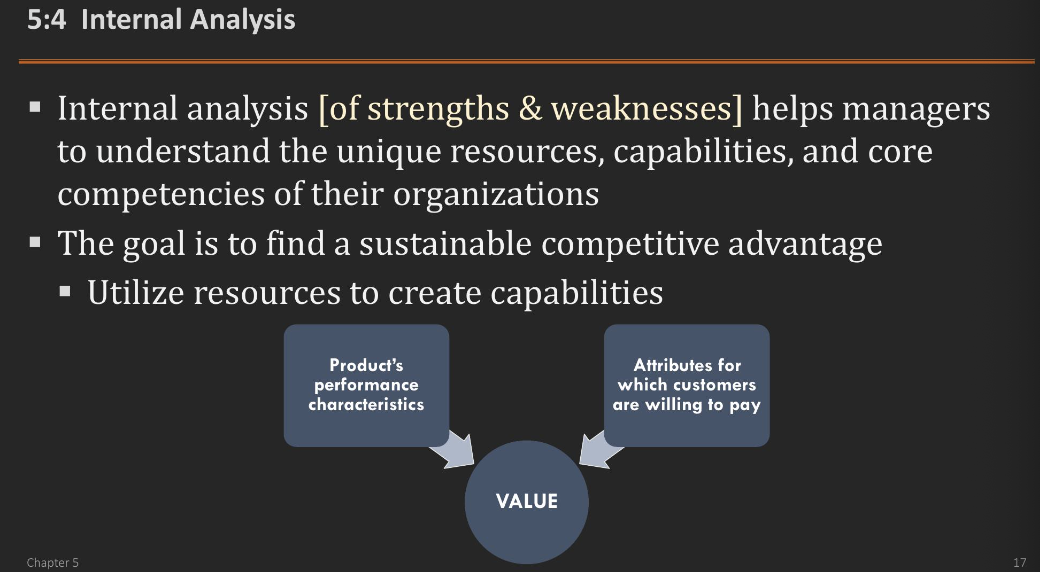 5:4 Internal Analysis
▪ Internal analysis [of strengths & weaknesses] helps managers
to understand the unique resources, capabilities, and core
competencies of their organizations
▪ The goal is to find a sustainable competitive advantage
▪ Utilize resources to create capabilities
Product’s
performance
characteristics
Attributes for
which customers
are willing to pay
VALUE
Chapter 5
17